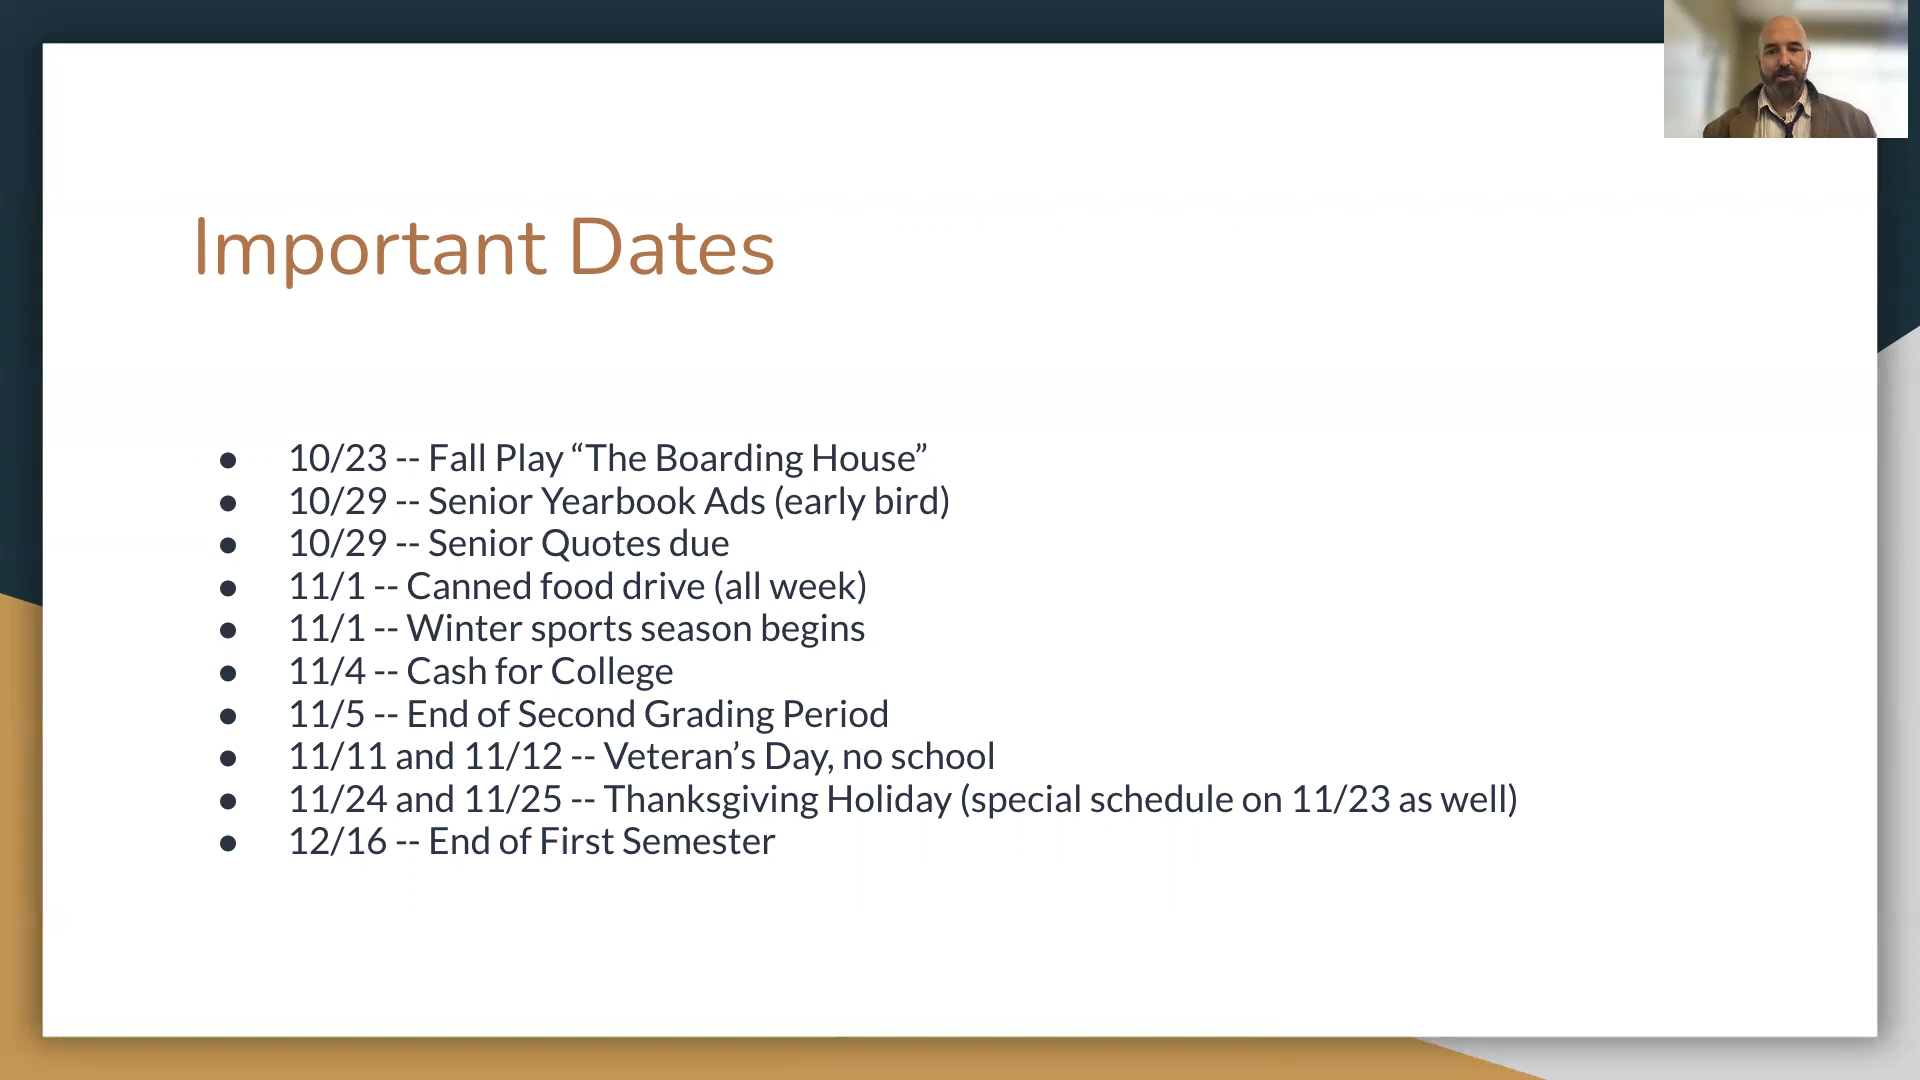 Important Dates
● 10/23 -- Fall Play “The Boarding House”
● 10/29 -- Senior Yearbook Ads (early bird)
● 10/29 -- Senior Quotes due
● 11/1 -- Canned food drive (all week)
● 11/1 -- Winter sports season begins
● 11/4 -- Cash for College
● 11/5 -- End of Second Grading Period
● 11/11 and 11/12 -- Veteran’s Day, no school
● 11/24 and 11/25 -- Thanksgiving Holiday (special schedule on 11/23 as well)
● 12/16 -- End of First Semester